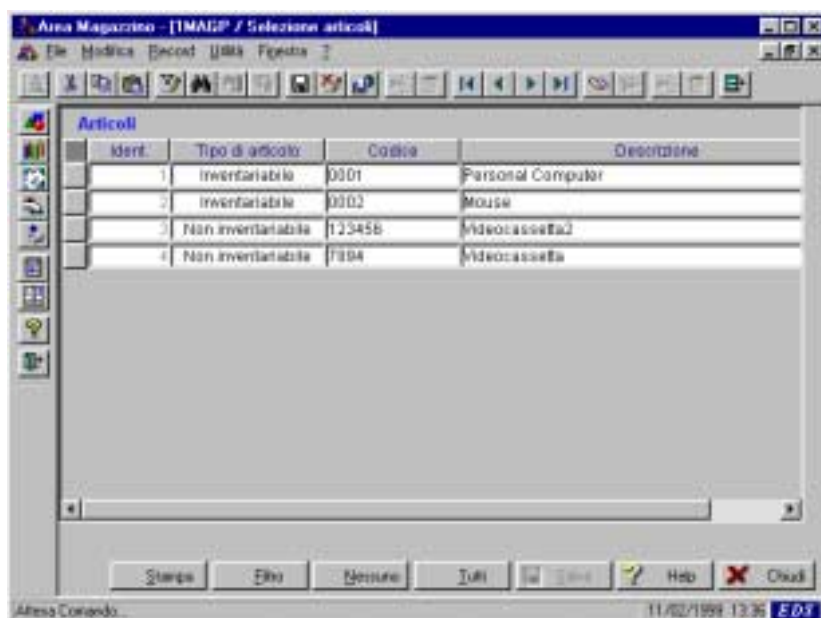 Area Magazzino - [1MAGIP / Selezione articoli]
File Modifica Record Utilità Finestra ?
Articoli
Ident. Tipo di articolo Codice Descrizione
1 Inventariabile 0001 Personal Computer
2 Inventariabile 0002 Mouse
3 Non inventariabile 123456 Videocassetta2
4 Non inventariabile 7894 Videocassetta
Stampa Filtro Nessuno Tutti Salva Help Chiudi
Attesa Comando... 11/02/1999 13:36 EDS